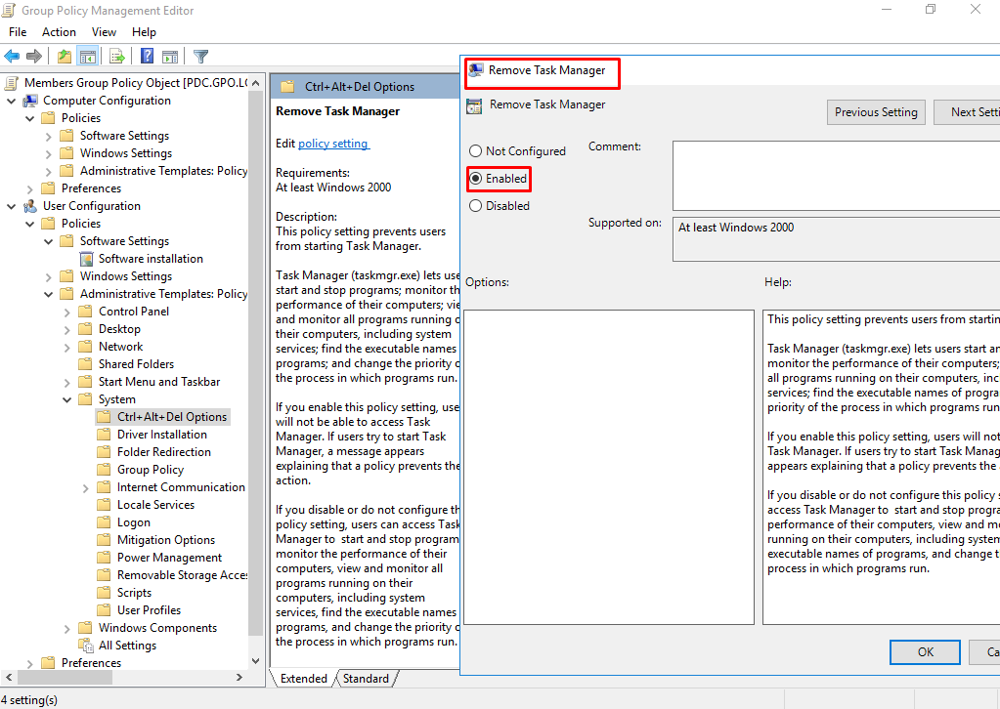 Group Policy Management Editor
File Action View Help
Members Group Policy Object [PDC.GPO.LO
Computer Configuration
Policies
Software Settings
Windows Settings
Administrative Templates: Policy
Preferences
User Configuration
Policies
Software Settings
Software installation
Windows Settings
Administrative Templates: Policy
Control Panel
Desktop
Network
Shared Folders
Start Menu and Taskbar
System
Ctrl+Alt+Del Options
Driver Installation
Folder Redirection
Group Policy
Internet Communication
Locale Services
Logon
Mitigation Options
Power Management
Removable Storage Acces
Scripts
User Profiles
Windows Components
All Settings
Preferences
Ctrl+Alt+Del Options
Remove Task Manager
Edit policy setting
Requirements:
At least Windows 2000
Description:
This policy setting prevents users
from starting Task Manager.
Task Manager (taskmgr.exe) lets use
start and stop programs; monitor th
performance of their computers; vie
and monitor all programs running o
their computers, including system
services; find the executable names
programs; and change the priority o
the process in which programs run.
If you enable this policy setting, use
will not be able to access Task
Manager. If users try to start Task
Manager, a message appears
explaining that a policy prevents the
action.
If you disable or do not configure th
policy setting, users can access Task
Manager to start and stop program
monitor the performance of their
computers, view and monitor all
programs running on their
computers, including system
services, find the executable names
programs, and change the priority o
the process in which programs run.
Extended Standard
Remove Task Manager
Remove Task Manager
Previous Setting Next Setti
Not Configured
Enabled
Disabled
Comment:
Supported on:
At least Windows 2000
Options:
Help:
This policy setting prevents users from startin
Task Manager (taskmgr.exe) lets users start an
monitor the performance of their computers;
all programs running on their computers, inc
services; find the executable names of progra
priority of the process in which programs run
If you enable this policy setting, users will not
Task Manager. If users try to start Task Manag
appears explaining that a policy prevents the
If you disable or do not configure this policy s
access Task Manager to start and stop progra
performance of their computers, view and mo
running on their computers, including system
executable names of programs, and change t
process in which programs run.
OK Ca
4 setting(s)